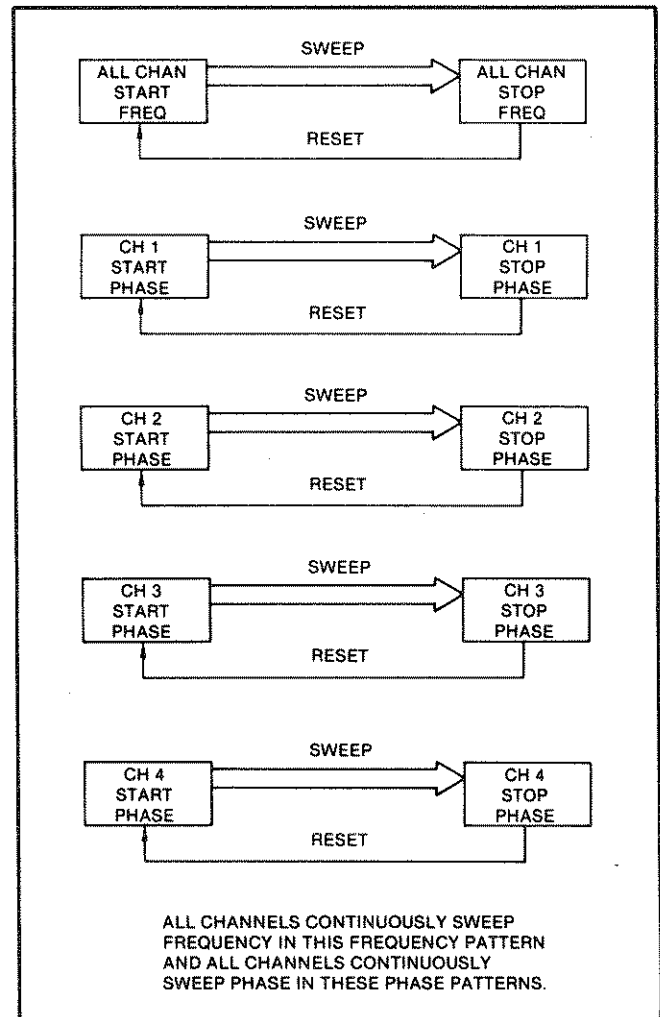 SWEEP
ALL CHAN
START
FREQ
ALL CHAN
STOP
FREQ
RESET
SWEEP
CH 1
START
PHASE
CH 1
STOP
PHASE
RESET
SWEEP
CH 2
START
PHASE
CH 2
STOP
PHASE
RESET
SWEEP
CH 3
START
PHASE
CH 3
STOP
PHASE
RESET
SWEEP
CH 4
START
PHASE
CH 4
STOP
PHASE
RESET
ALL CHANNELS CONTINUOUSLY SWEEP
FREQUENCY IN THIS FREQUENCY PATTERN
AND ALL CHANNELS CONTINUOUSLY
SWEEP PHASE IN THESE PHASE PATTERNS.